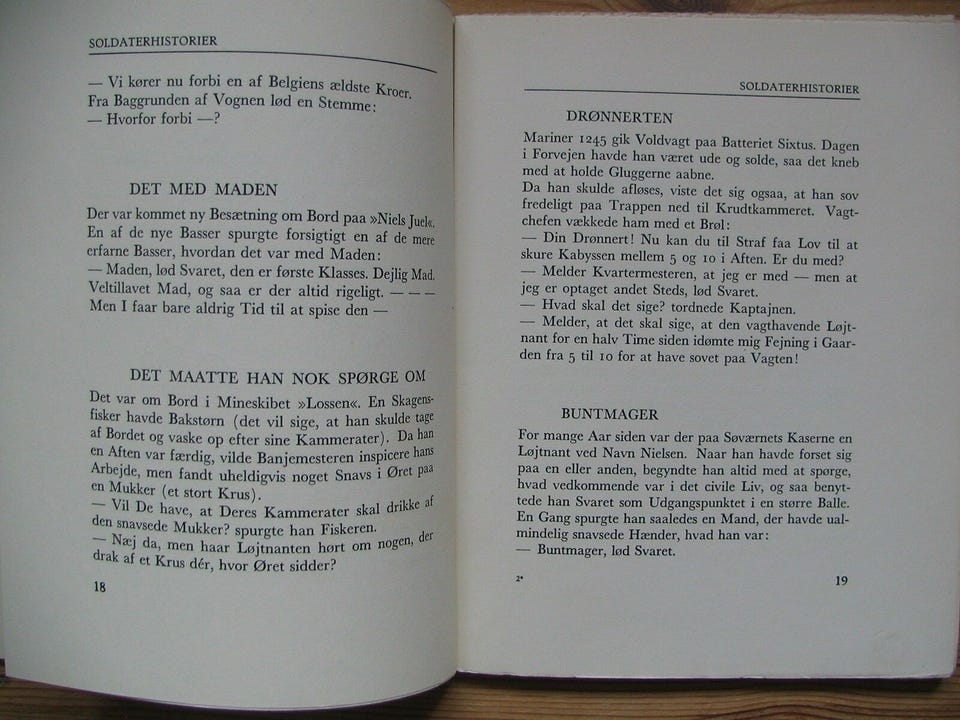 SOLDATERHISTORIER
— Vi kører nu forbi en af Belgiens ældste Kroer.
Fra Baggrunden af Vognen lød en Stemme:
— Hvorfor forbi —?
DET MED MADEN
Der var kommet ny Besætning om Bord paa »Niels Juel«.
En af de nye Basser spurgte forsigtigt en af de mere
erfarne Basser, hvordan det var med Maden:
— Maden, lød Svaret, den er første Klasses. Dejlig Mad.
Veltillavet Mad, og saa er der altid rigeligt. — — —
Men I faar bare aldrig Tid til at spise den —
DET MAATTE HAN NOK SPØRGE OM
Det var om Bord i Mineskibet »Lossen«. En Skagens-
fisker havde Bakstørn (det vil sige, at han skulde tage
af Bordet og vaske op efter sine Kammerater). Da han
en Aften var færdig, vilde Banjemesteren inspicere hans
Arbejde, men fandt uheldigvis noget Snavs i Øret paa
en Mukker (et stort Krus).
— Vil De have, at Deres Kammerater skal drikke af
den snavsede Mukker? spurgte han Fiskeren.
— Næj da, men haar Løjtnanten hørt om nogen, der
drak af et Krus dér, hvor Øret sidder?
18
SOLDATERHISTORIER
DRØNNERTEN
Mariner 1245 gik Voldvagt paa Batteriet Sixtus. Dagen
i Forvejen havde han været ude og solde, saa det kneb
med at holde Gluggerne aabne.
Da han skulde afløses, viste det sig ogsaa, at han sov
fredeligt paa Trappen ned til Krudtkammeret. Vagt-
chefen vækkede ham med et Brøl:
— Din Drønnert! Nu kan du til Straf faa Lov til at
skure Kabyssen mellem 5 og 10 i Aften. Er du med?
— Melder Kvartermesteren, at jeg er med — men at
jeg er optaget andet Steds, lød Svaret.
— Hvad skal det sige? tordnede Kaptajnen.
— Melder, at det skal sige, at den vagthavende Løjt-
nant for en halv Time siden idømte mig Fejning i Gaar-
den fra 5 til 10 for at have sovet paa Vagten!
BUNTMAGER
For mange Aar siden var der paa Søværnets Kaserne en
Løjtnant ved Navn Nielsen. Naar han havde forset sig
paa en eller anden, begyndte han altid med at spørge,
hvad vedkommende var i det civile Liv, og saa benyt-
tede han Svaret som Udgangspunktet i en større Balle.
En Gang spurgte han saaledes en Mand, der havde ual-
mindelig snavsede Hænder, hvad han var:
— Buntmager, lød Svaret.
2*
19